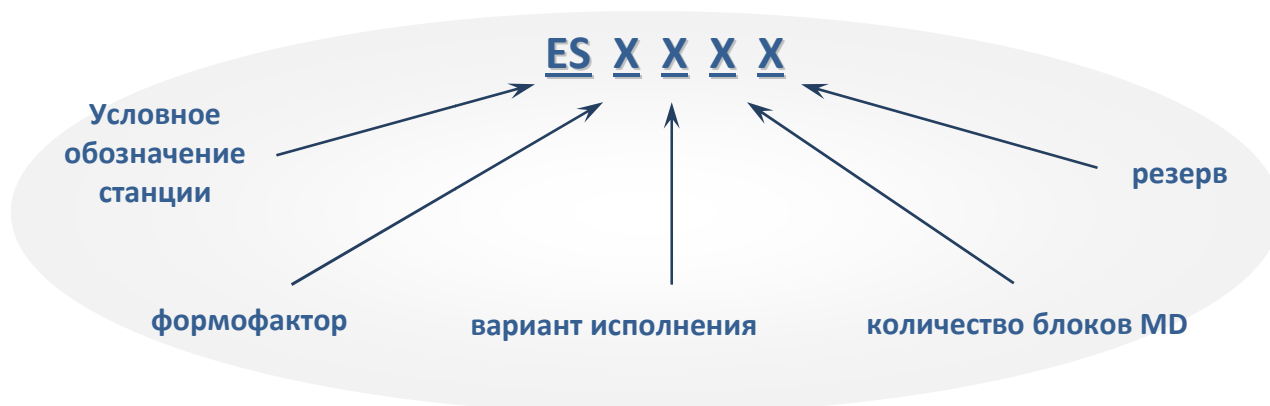 ES X X X X
Условное
обозначение
станции
резерв
формофактор
вариант исполнения
количество блоков MD